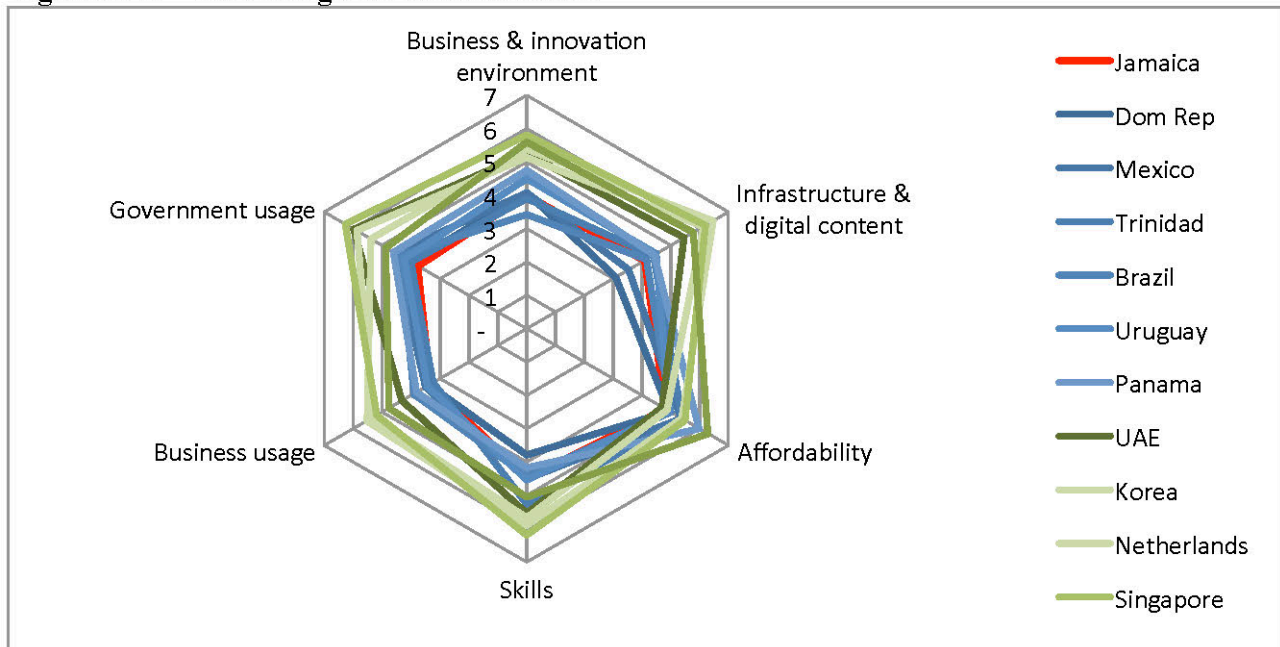 Business & innovation
environment
7
6
5
4
3
2
1
-
Infrastructure &
digital content
Affordability
Skills
Business usage
Government usage
Jamaica
Dom Rep
Mexico
Trinidad
Brazil
Uruguay
Panama
UAE
Korea
Netherlands
Singapore